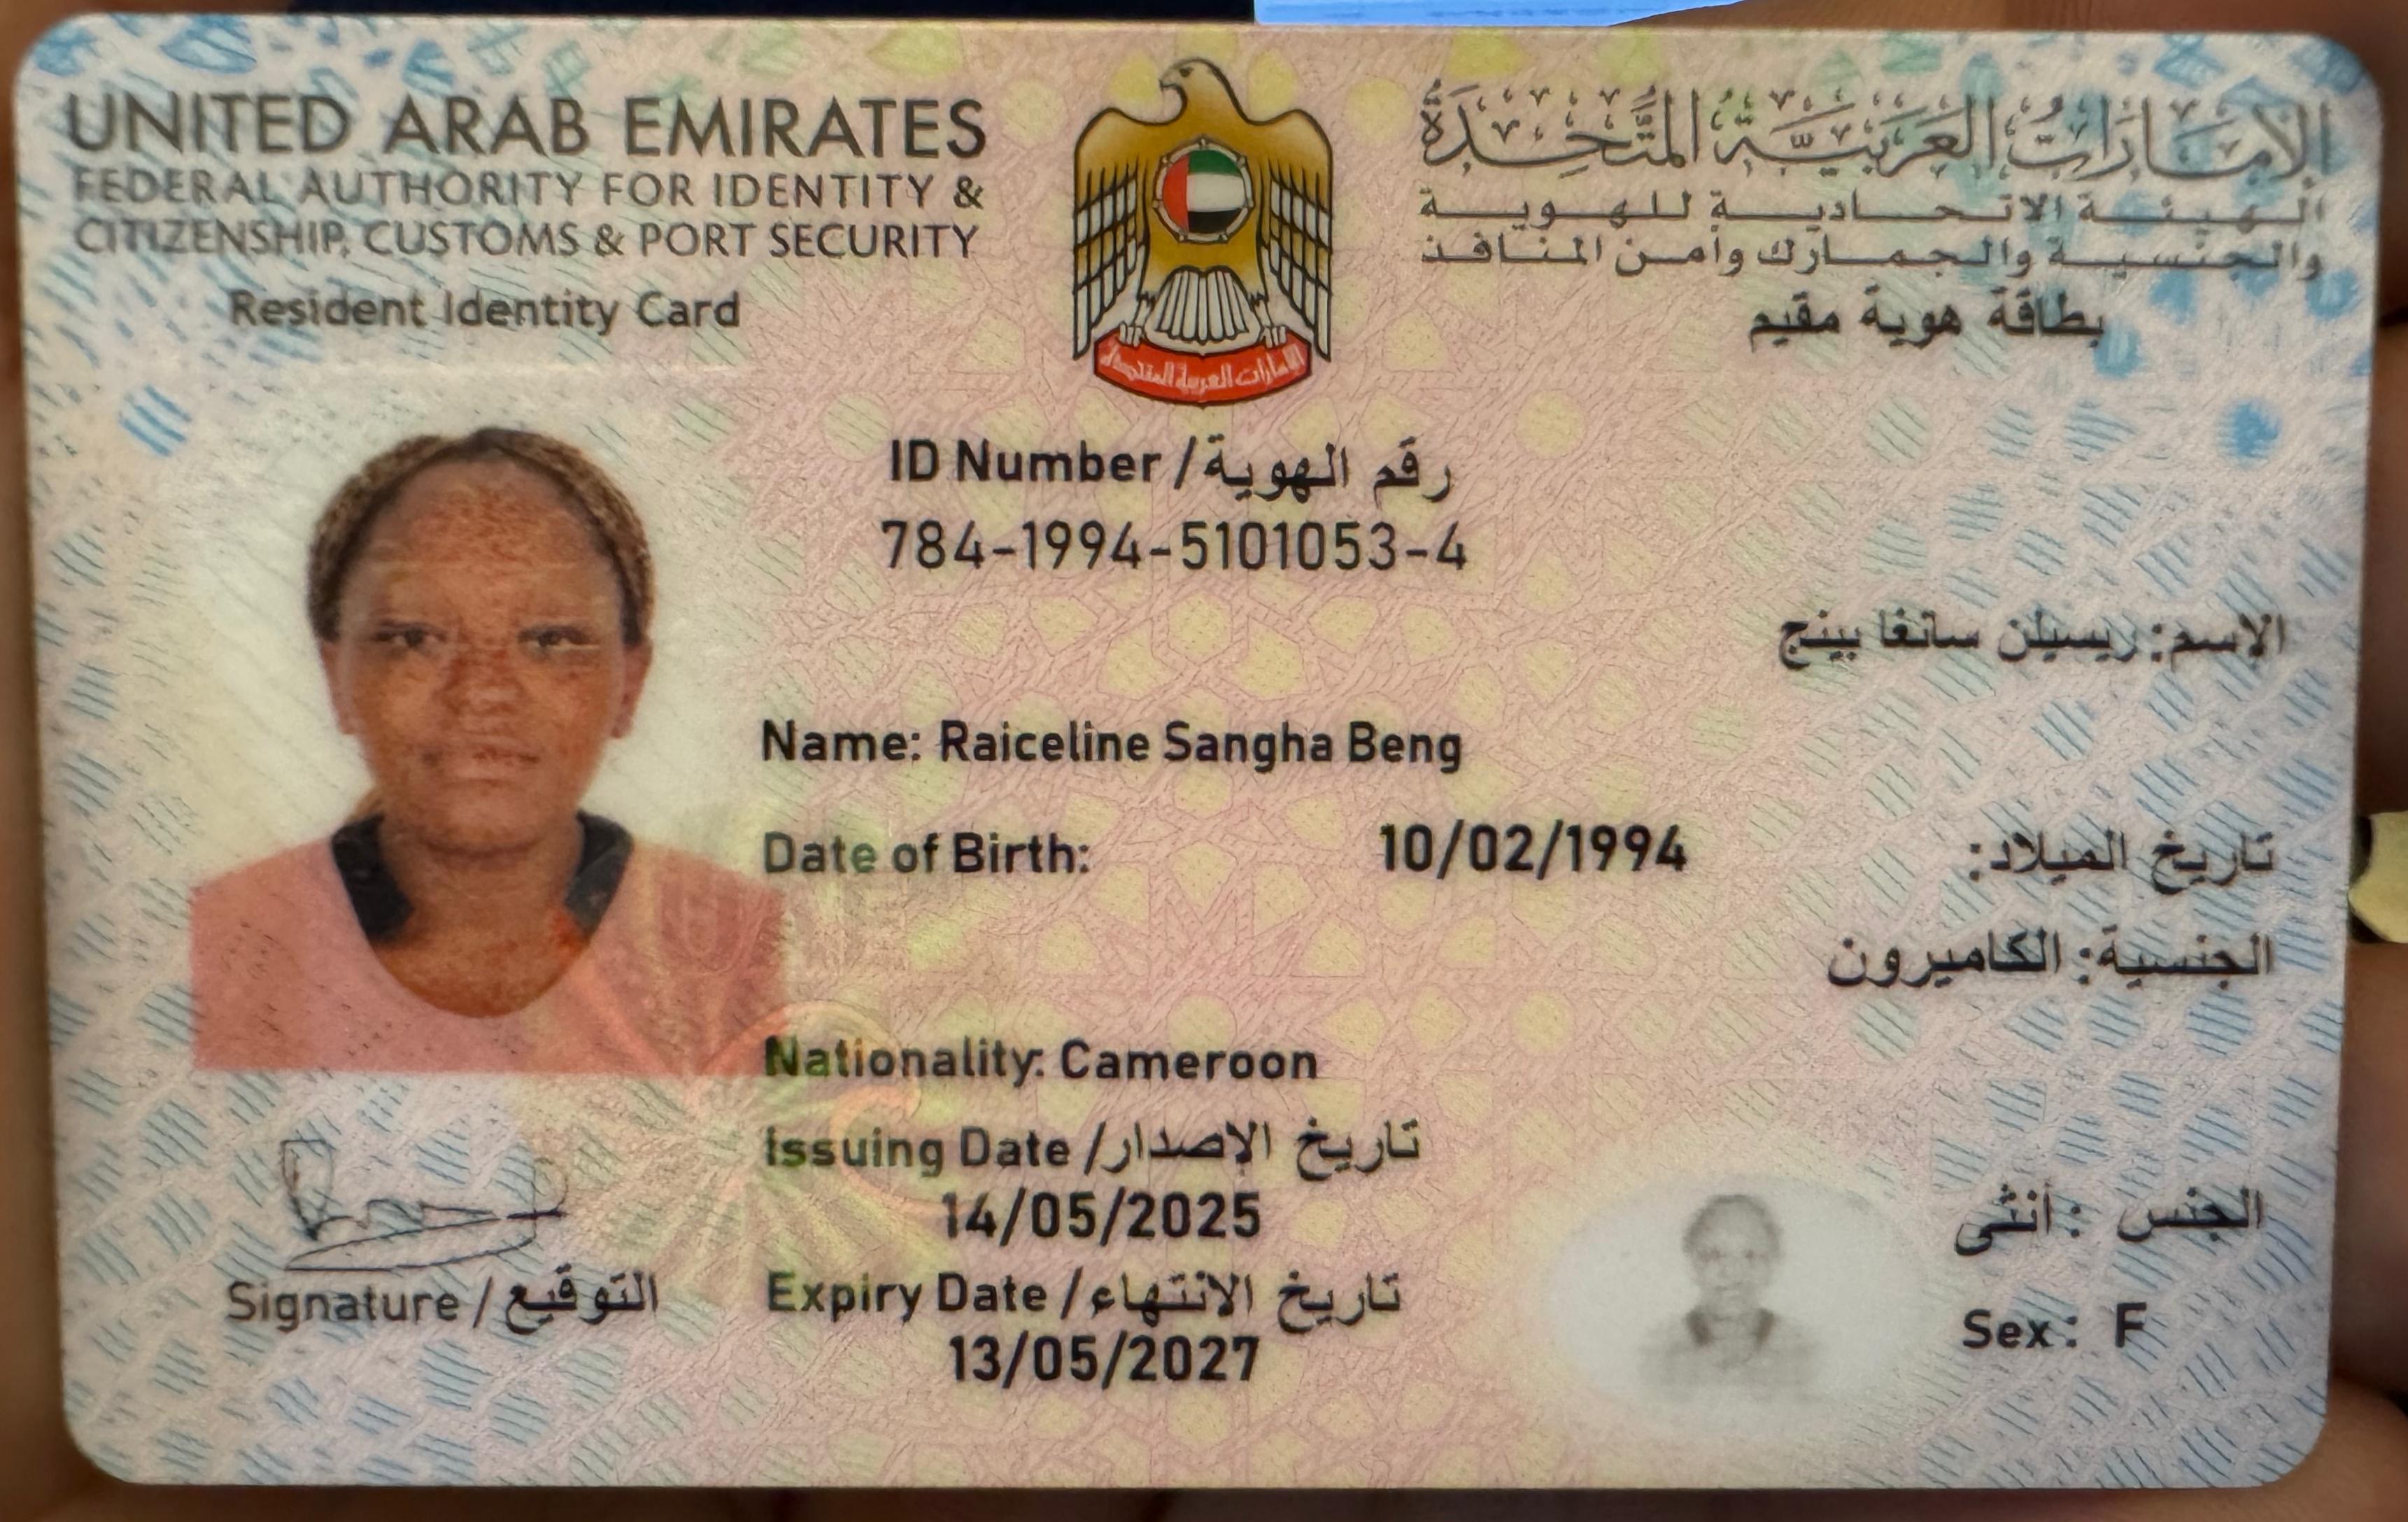 UNITED ARAB EMIRATES
الإمارات العربية المتحدة
FEDERAL AUTHORITY FOR IDENTITY &
CITIZENSHIP, CUSTOMS & PORT SECURITY
الهيئة الاتحادية للهوية
والجنسية والجمارك وأمن المنافذ
Resident Identity Card
بطاقة هوية مقيم
الامارات العربية المتحدة
ID Number / رقم الهوية
784-1994-5101053-4
الاسم: ريسيلن سانغا بينج
Name: Raiceline Sangha Beng
Date of Birth: 10/02/1994 تاريخ الميلاد:
الجنسية: الكاميرون
Nationality: Cameroon
Issuing Date / تاريخ الإصدار
14/05/2025
Expiry Date / تاريخ الانتهاء
13/05/2027
الجنس : أنثى
Sex : F
Signature / التوقيع